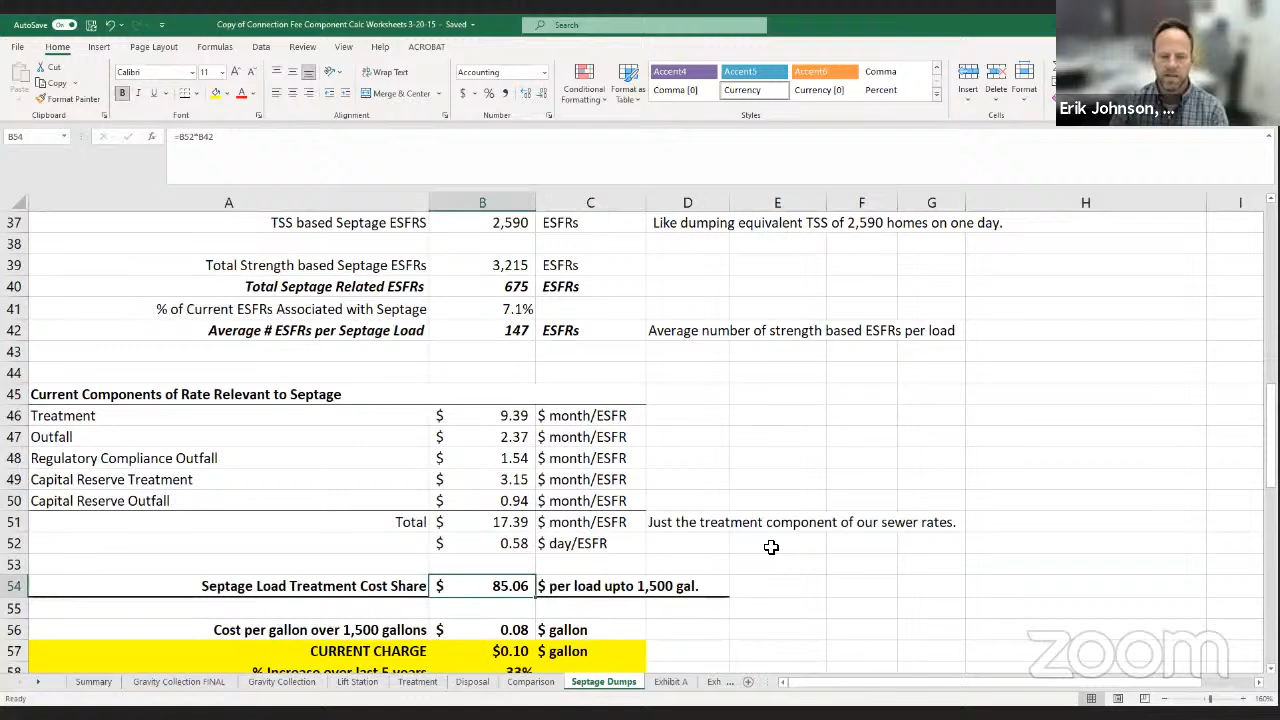 AutoSave On Copy of Connection Fee Component Calc Worksheets 3-20-15 - Saved Search
File Home Insert Page Layout Formulas Data Review View Help ACROBAT
Cut
Copy
Format Painter
Paste
Clipboard
Calibri 11
B I U
Font
Wrap Text
Merge & Center
Alignment
Accounting
$ % ,
Number
Conditional Formatting
Format as Table
Accent4 Accent5 Accent6 Comma
Comma [0] Currency Currency [0] Percent
Styles
Insert Delete Format
Cells
Erik Johnson, ...
B54 fx =B52*B42
A B C D E F G H I
37 TSS based Septage ESFRS 2,590 ESFRs Like dumping equivalent TSS of 2,590 homes on one day.
38
39 Total Strength based Septage ESFRs 3,215 ESFRs
40 Total Septage Related ESFRs 675 ESFRs
41 % of Current ESFRs Associated with Septage 7.1%
42 Average # ESFRs per Septage Load 147 ESFRs Average number of strength based ESFRs per load
43
44
45 Current Components of Rate Relevant to Septage
46 Treatment $ 9.39 $ month/ESFR
47 Outfall $ 2.37 $ month/ESFR
48 Regulatory Compliance Outfall $ 1.54 $ month/ESFR
49 Capital Reserve Treatment $ 3.15 $ month/ESFR
50 Capital Reserve Outfall $ 0.94 $ month/ESFR
51 Total $ 17.39 $ month/ESFR Just the treatment component of our sewer rates.
52 $ 0.58 $ day/ESFR
53
54 Septage Load Treatment Cost Share $ 85.06 $ per load upto 1,500 gal.
55
56 Cost per gallon over 1,500 gallons $ 0.08 $ gallon
57 CURRENT CHARGE $0.10 $ gallon
58 % Increase over last 5 years 33%
zoom
Summary Gravity Collection FINAL Gravity Collection Lift Station Treatment Disposal Comparison Septage Dumps Exhibit A Exh ...
Ready 160%